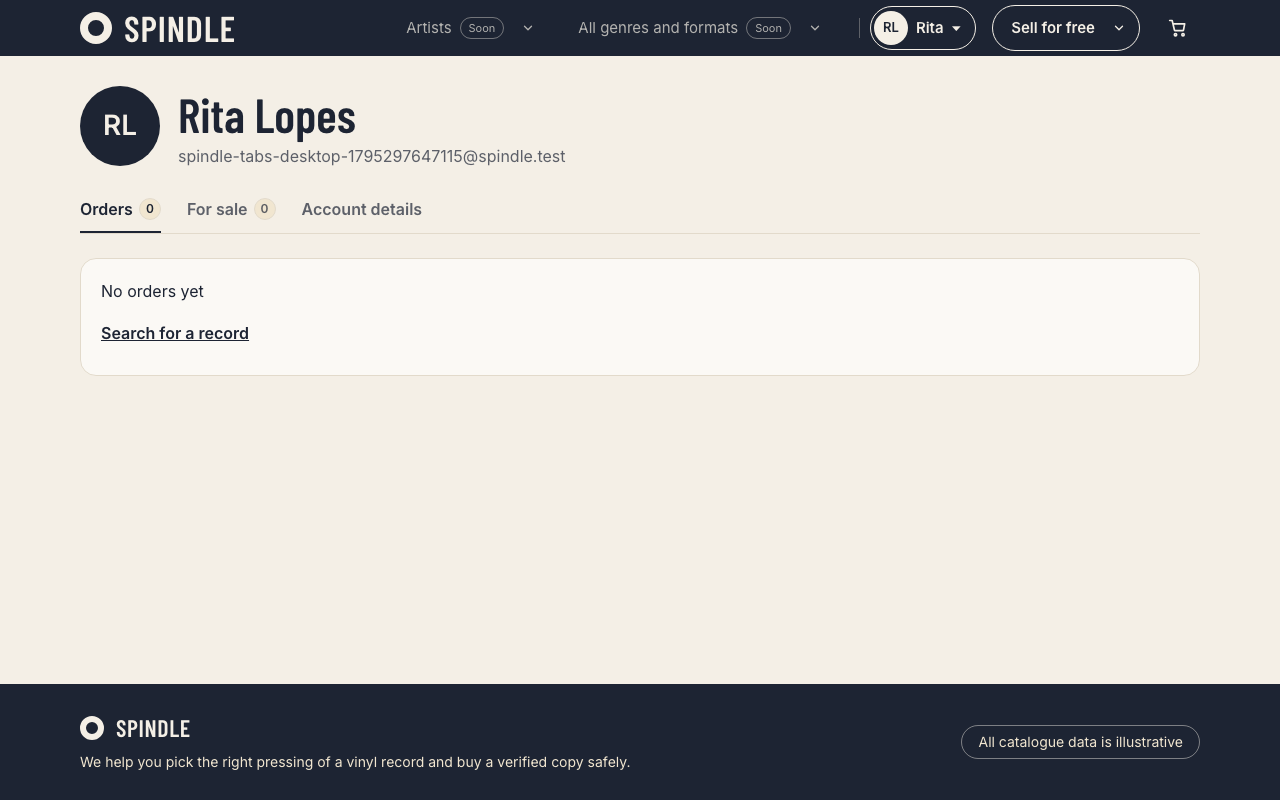 SPINDLE
Artists Soon
All genres and formats Soon
RL Rita
Sell for free
RL
Rita Lopes
spindle-tabs-desktop-1795297647115@spindle.test
Orders 0
For sale 0
Account details
No orders yet
Search for a record
SPINDLE
We help you pick the right pressing of a vinyl record and buy a verified copy safely.
All catalogue data is illustrative